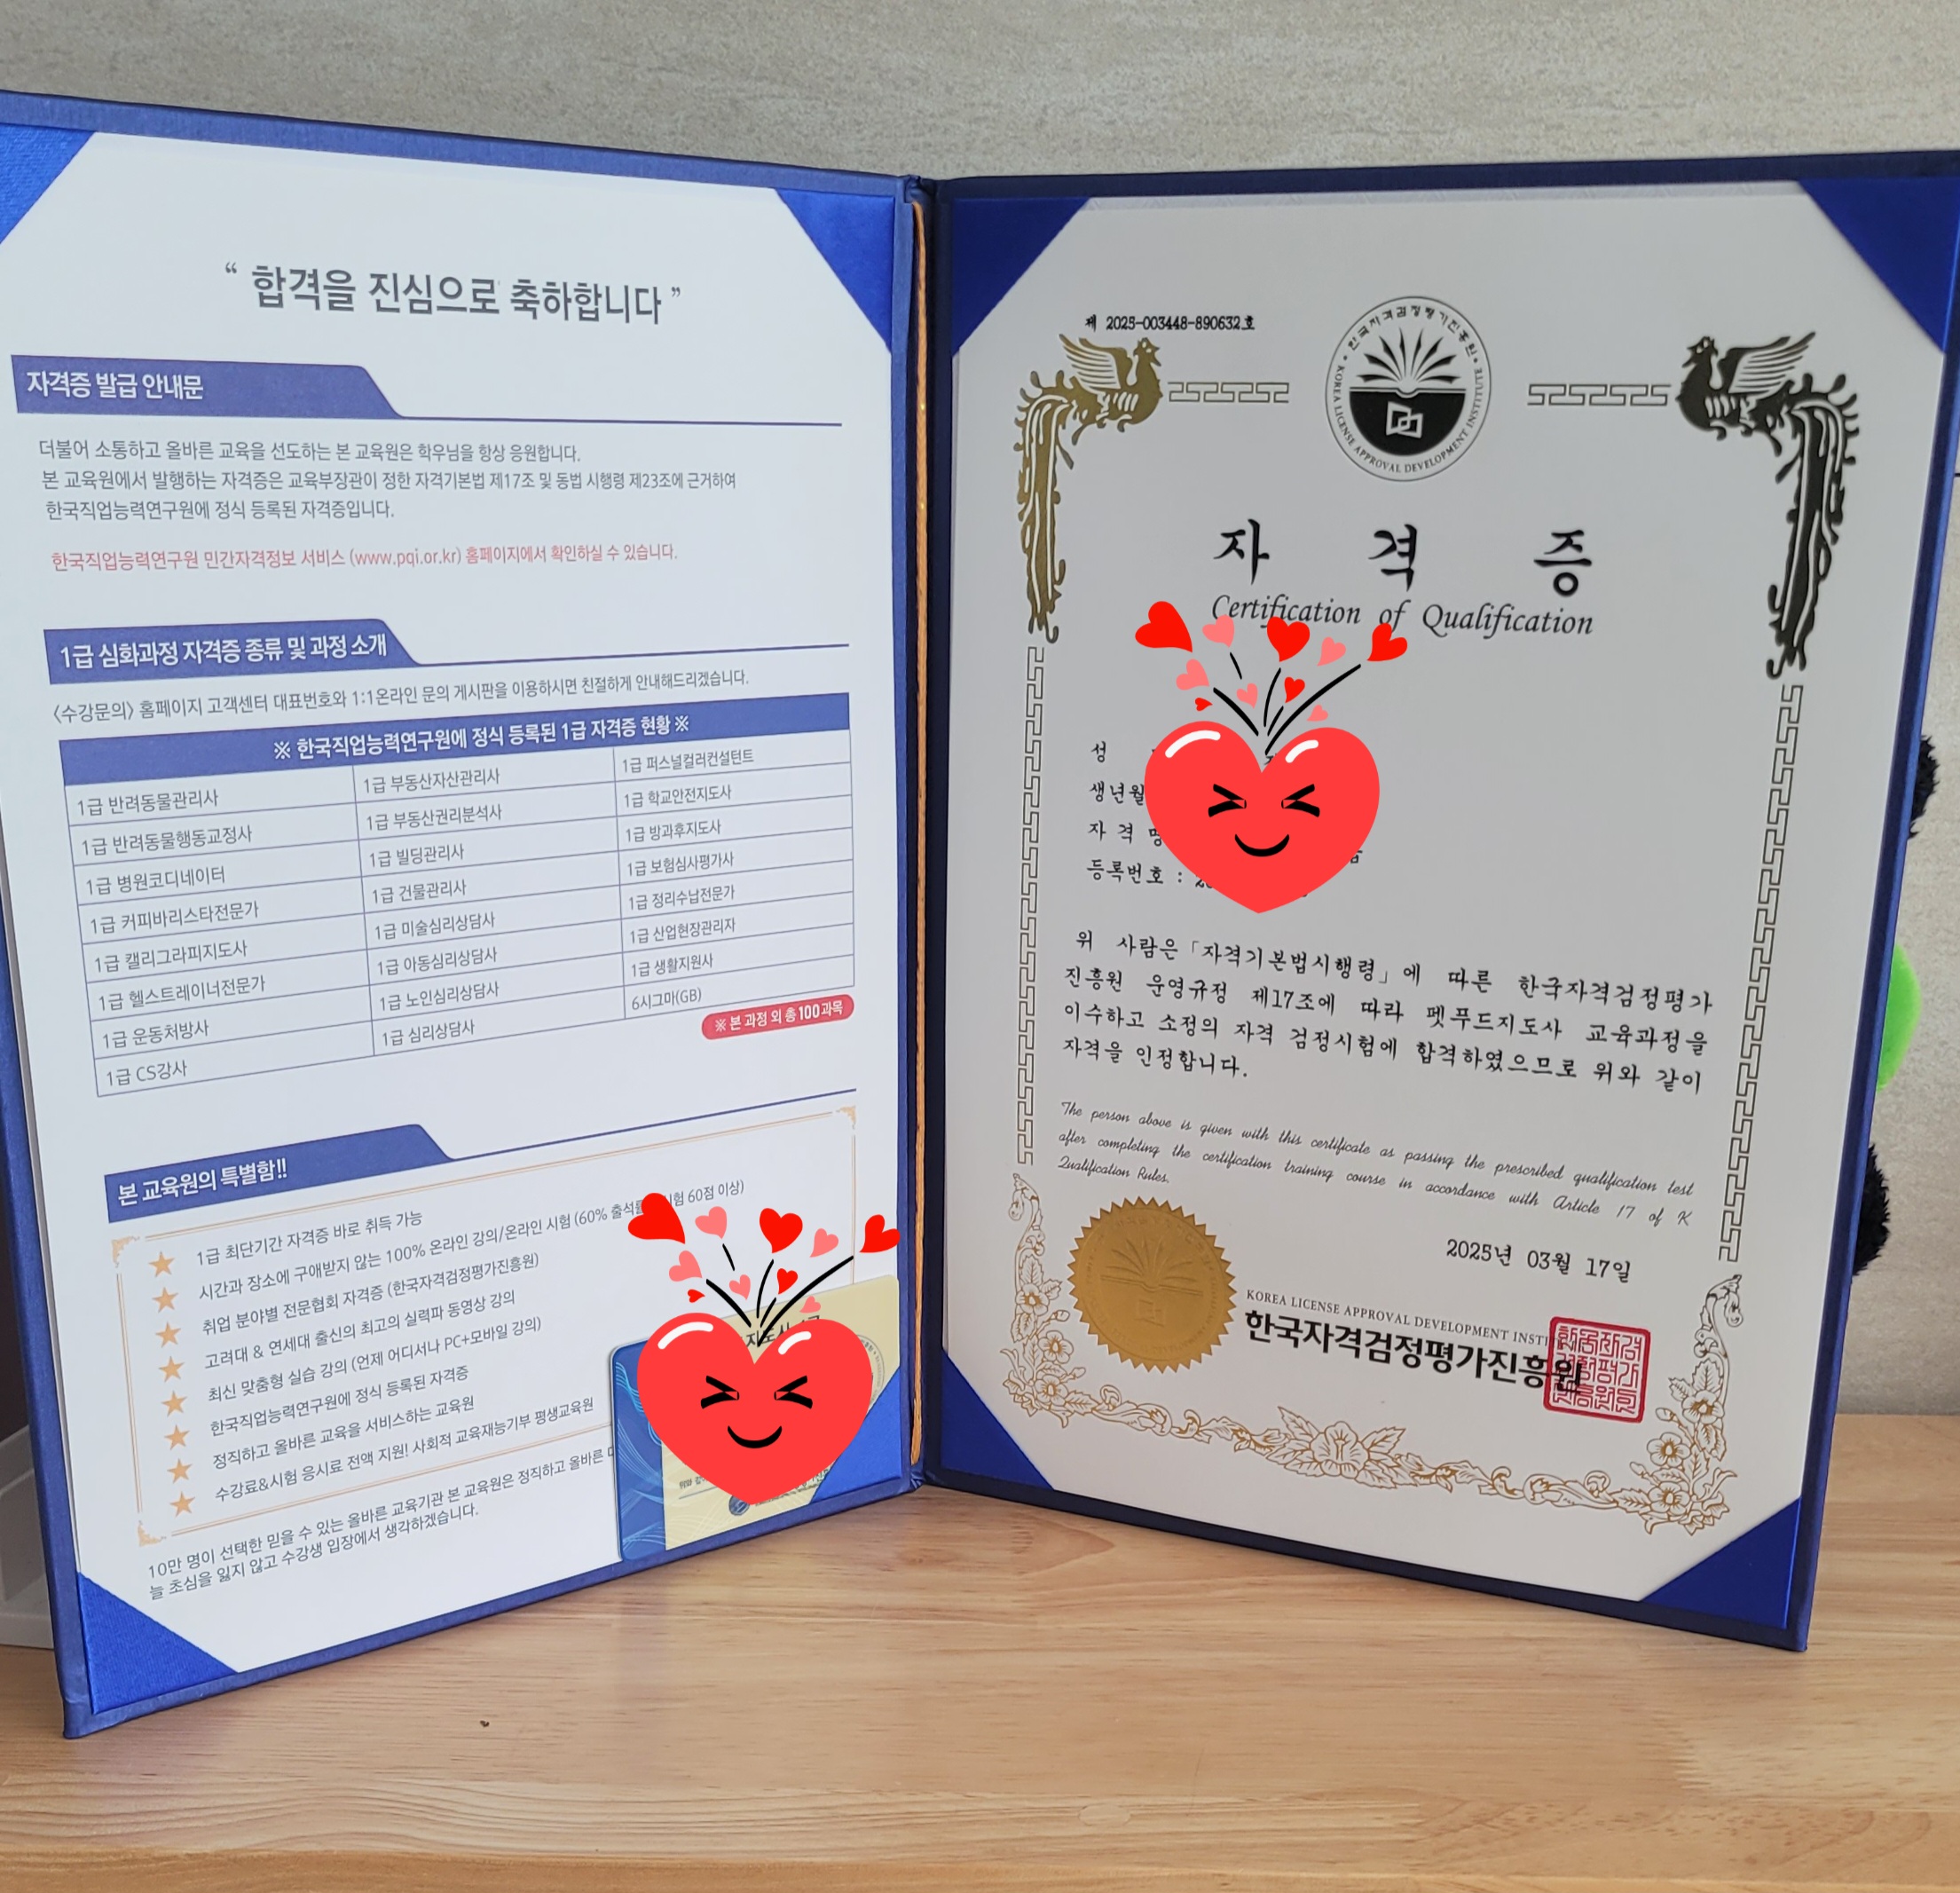 “ 합격을 진심으로 축하합니다 ”
자격증 발급 안내문
더불어 소통하고 올바른 교육을 선도하는 본 교육원은 학우님을 항상 응원합니다.
본 교육원에서 발행하는 자격증은 교육부장관이 정한 자격기본법 제17조 및 동법 시행령 제23조에 근거하여
한국직업능력연구원에 정식 등록된 자격증입니다.
한국직업능력연구원 민간자격정보 서비스 (www.pqi.or.kr) 홈페이지에서 확인하실 수 있습니다.
1급 심화과정 자격증 종류 및 과정 소개
<수강문의> 홈페이지 고객센터 대표번호와 1:1온라인 문의 게시판을 이용하시면 친절하게 안내해드리겠습니다.
※ 한국직업능력연구원에 정식 등록된 1급 자격증 현황 ※
1급 반려동물관리사 1급 부동산자산관리사 1급 퍼스널컬러컨설턴트
1급 반려동물행동교정사 1급 부동산권리분석사 1급 학교안전지도사
1급 병원코디네이터 1급 빌딩관리사 1급 방과후지도사
1급 커피바리스타전문가 1급 건물관리사 1급 보험심사평가사
1급 캘리그라피지도사 1급 미술심리상담사 1급 정리수납전문가
1급 헬스트레이너전문가 1급 아동심리상담사 1급 산업현장관리자
1급 운동처방사 1급 노인심리상담사 1급 생활지원사
1급 CS강사 1급 심리상담사 6시그마(GB)
※ 본 과정 외 총 100과목
본 교육원의 특별함!!
1급 최단기간 자격증 바로 취득 가능
시간과 장소에 구애받지 않는 100% 온라인 강의/온라인 시험 (60% 출석 시험 60점 이상)
취업 분야별 전문협회 자격증 (한국자격검정평가진흥원)
고려대 & 연세대 출신의 최고의 실력파 동영상 강의
최신 맞춤형 실습 강의 (언제 어디서나 PC+모바일 강의)
한국직업능력연구원에 정식 등록된 자격증
정직하고 올바른 교육을 서비스하는 교육원
수강료&시험 응시료 전액 지원! 사회적 교육재능기부 평생교육원
10만 명이 선택한 믿을 수 있는 올바른 교육기관 본 교육원은 정직하고 올바른
늘 초심을 잃지 않고 수강생 입장에서 생각하겠습니다.
제 2025-003448-890632호
한국자격검정평가진흥원
KOREA LICENSE APPROVAL DEVELOPMENT INSTITUTE
자 격 증
Certification of Qualification
성
생년월
자 격 명
등록번호 :
위 사람은 「자격기본법시행령」에 따른 한국자격검정평가
진흥원 운영규정 제17조에 따라 펫푸드지도사 교육과정을
이수하고 소정의 자격 검정시험에 합격하였으므로 위와 같이
자격을 인정합니다.
The person above is given with this certificate as passing the prescribed qualification test
after completing the certification training course in accordance with Article 17 of K
Qualification Rules.
2025년 03월 17일
KOREA LICENSE APPROVAL DEVELOPMENT INSTI
한국자격검정평가진흥원